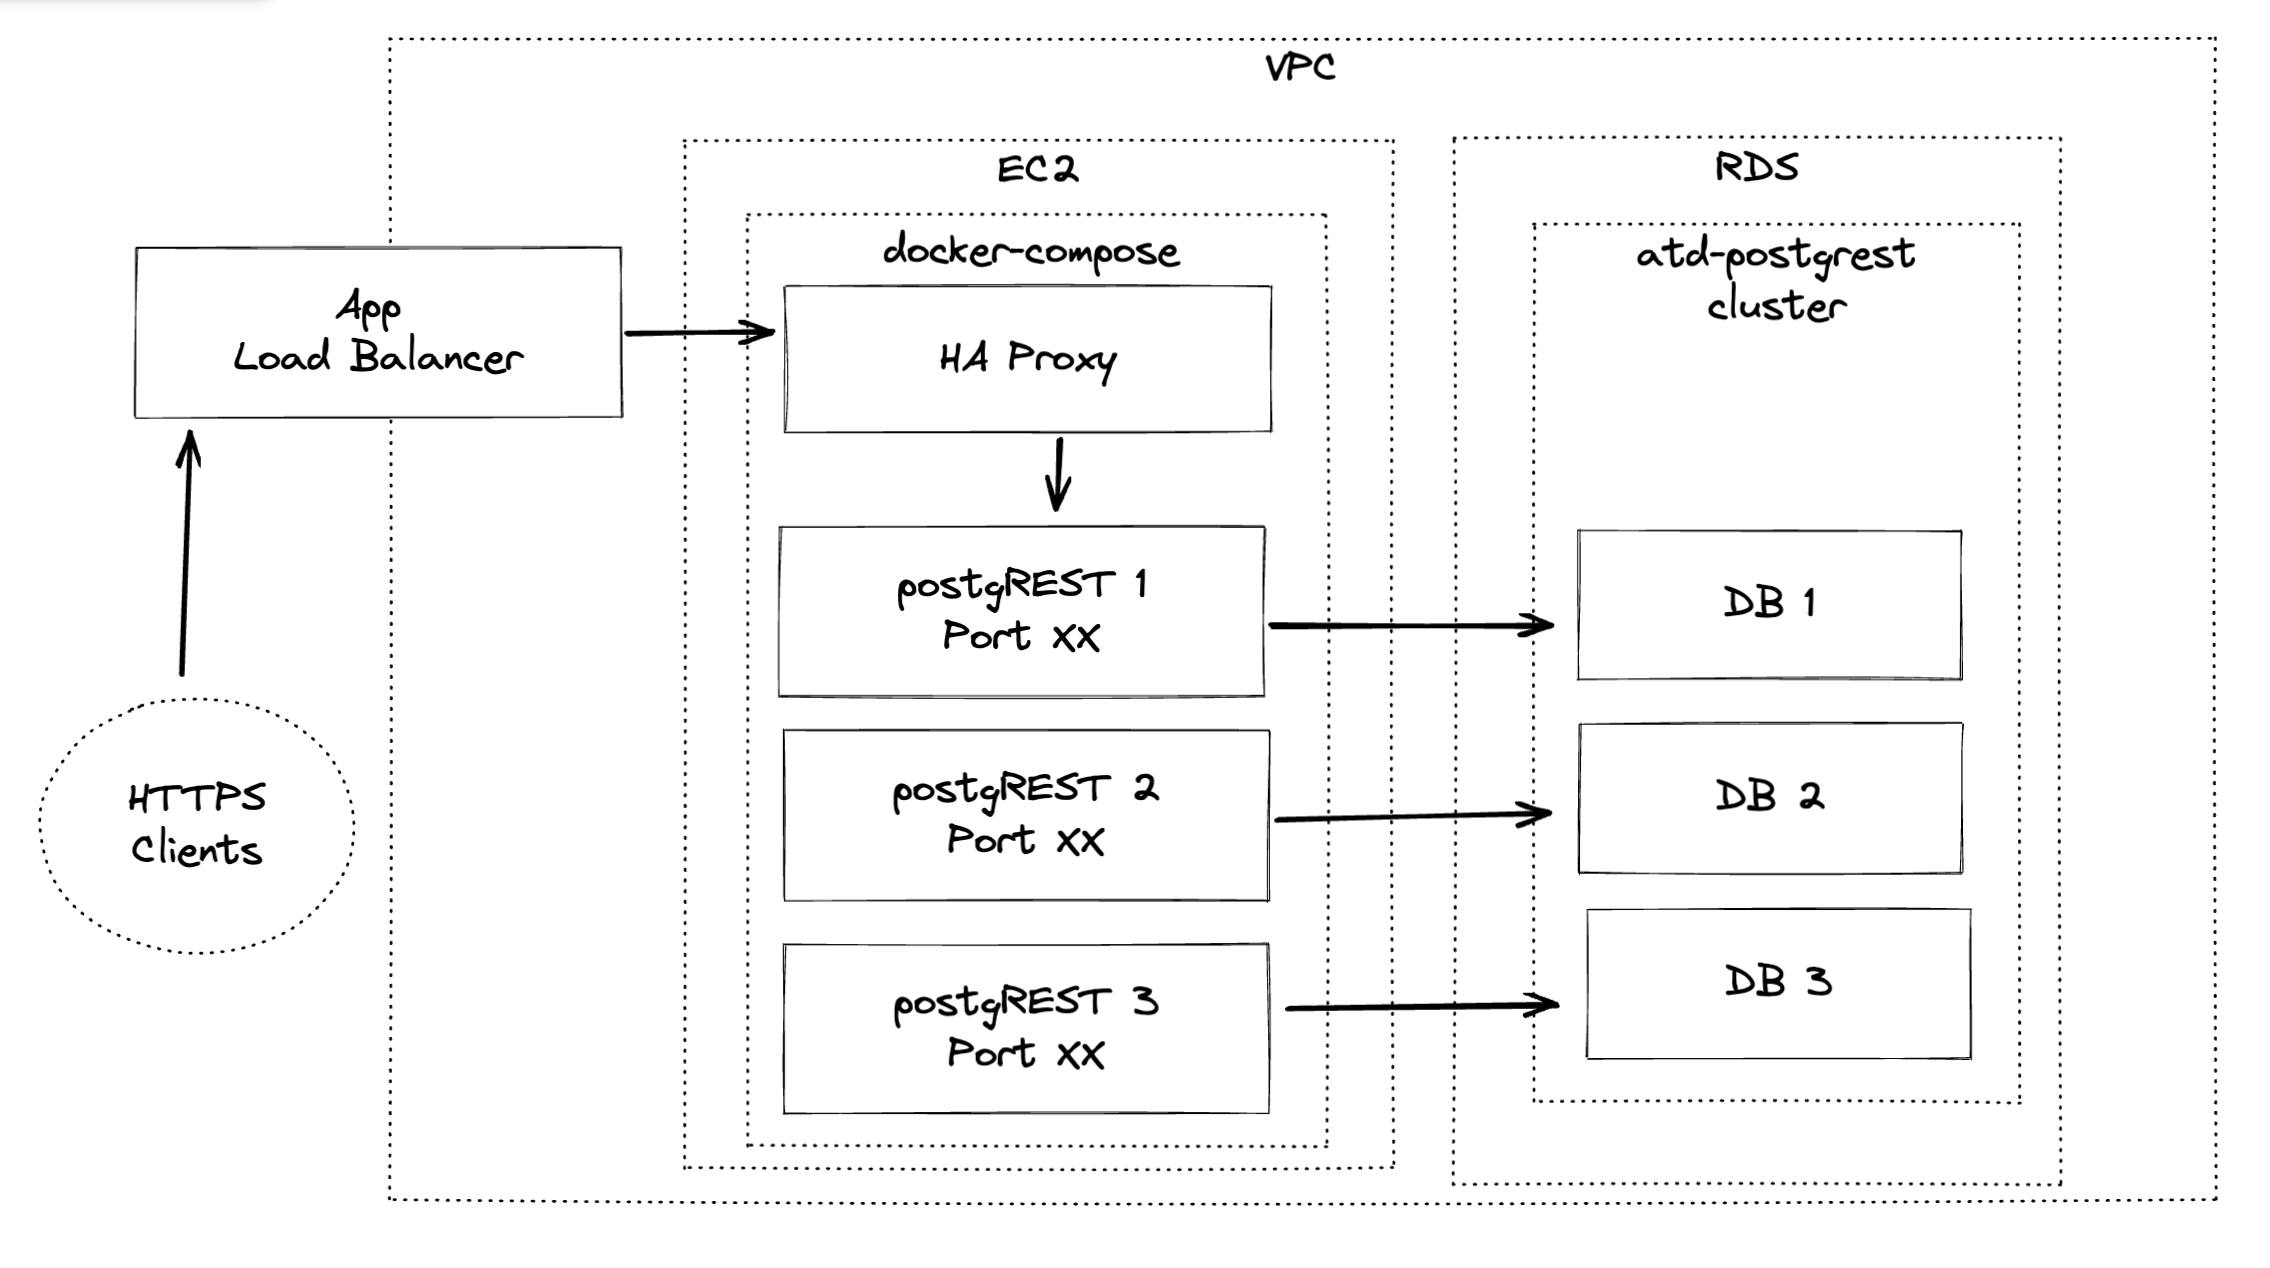 VPC
EC2
RDS
docker-compose
atd-postgrest
cluster
App
Load Balancer
HA Proxy
postgREST 1
Port XX
DB 1
postgREST 2
Port XX
DB 2
HTTPS
Clients
postgREST 3
Port XX
DB 3